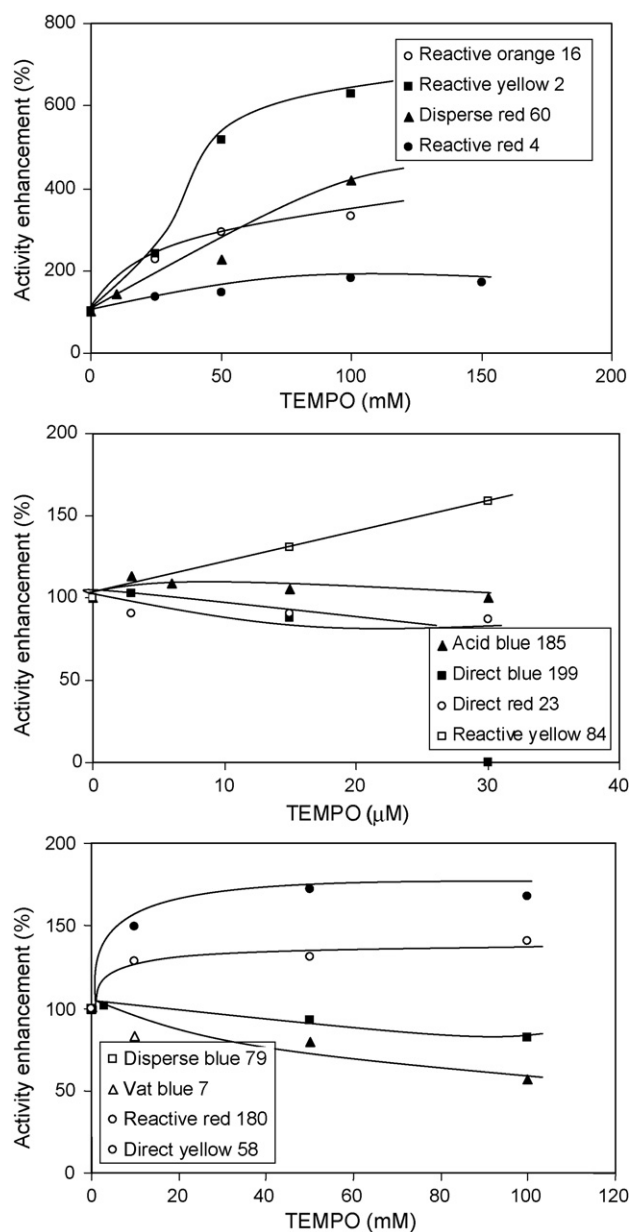 800
600
400
200
0
Activity enhancement (%)
Reactive orange 16
Reactive yellow 2
Disperse red 60
Reactive red 4
0 50 100 150 200
TEMPO (mM)
200
150
100
50
0
Activity enhancement (%)
Acid blue 185
Direct blue 199
Direct red 23
Reactive yellow 84
0 10 20 30 40
TEMPO (μM)
200
150
100
50
0
Activity enhancement (%)
Disperse blue 79
Vat blue 7
Reactive red 180
Direct yellow 58
0 20 40 60 80 100 120
TEMPO (mM)